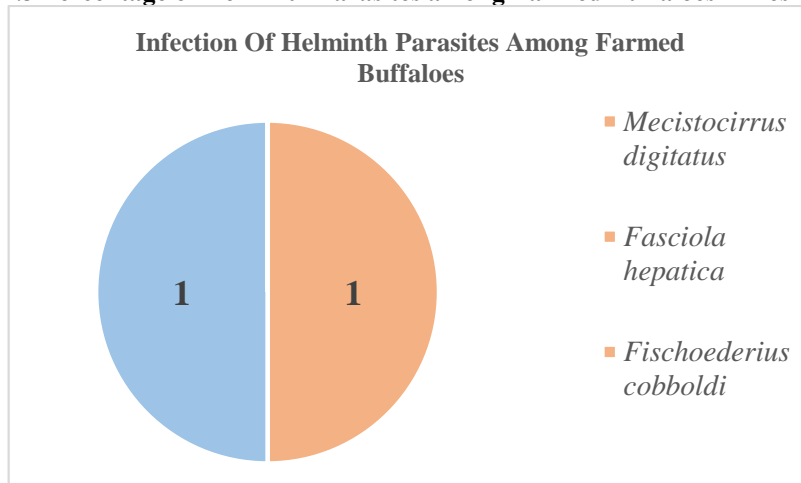 Infection Of Helminth Parasites Among Farmed
Buffaloes
1
1
Mecistocirrus
digitatus
Fasciola
hepatica
Fischoederius
cobboldi